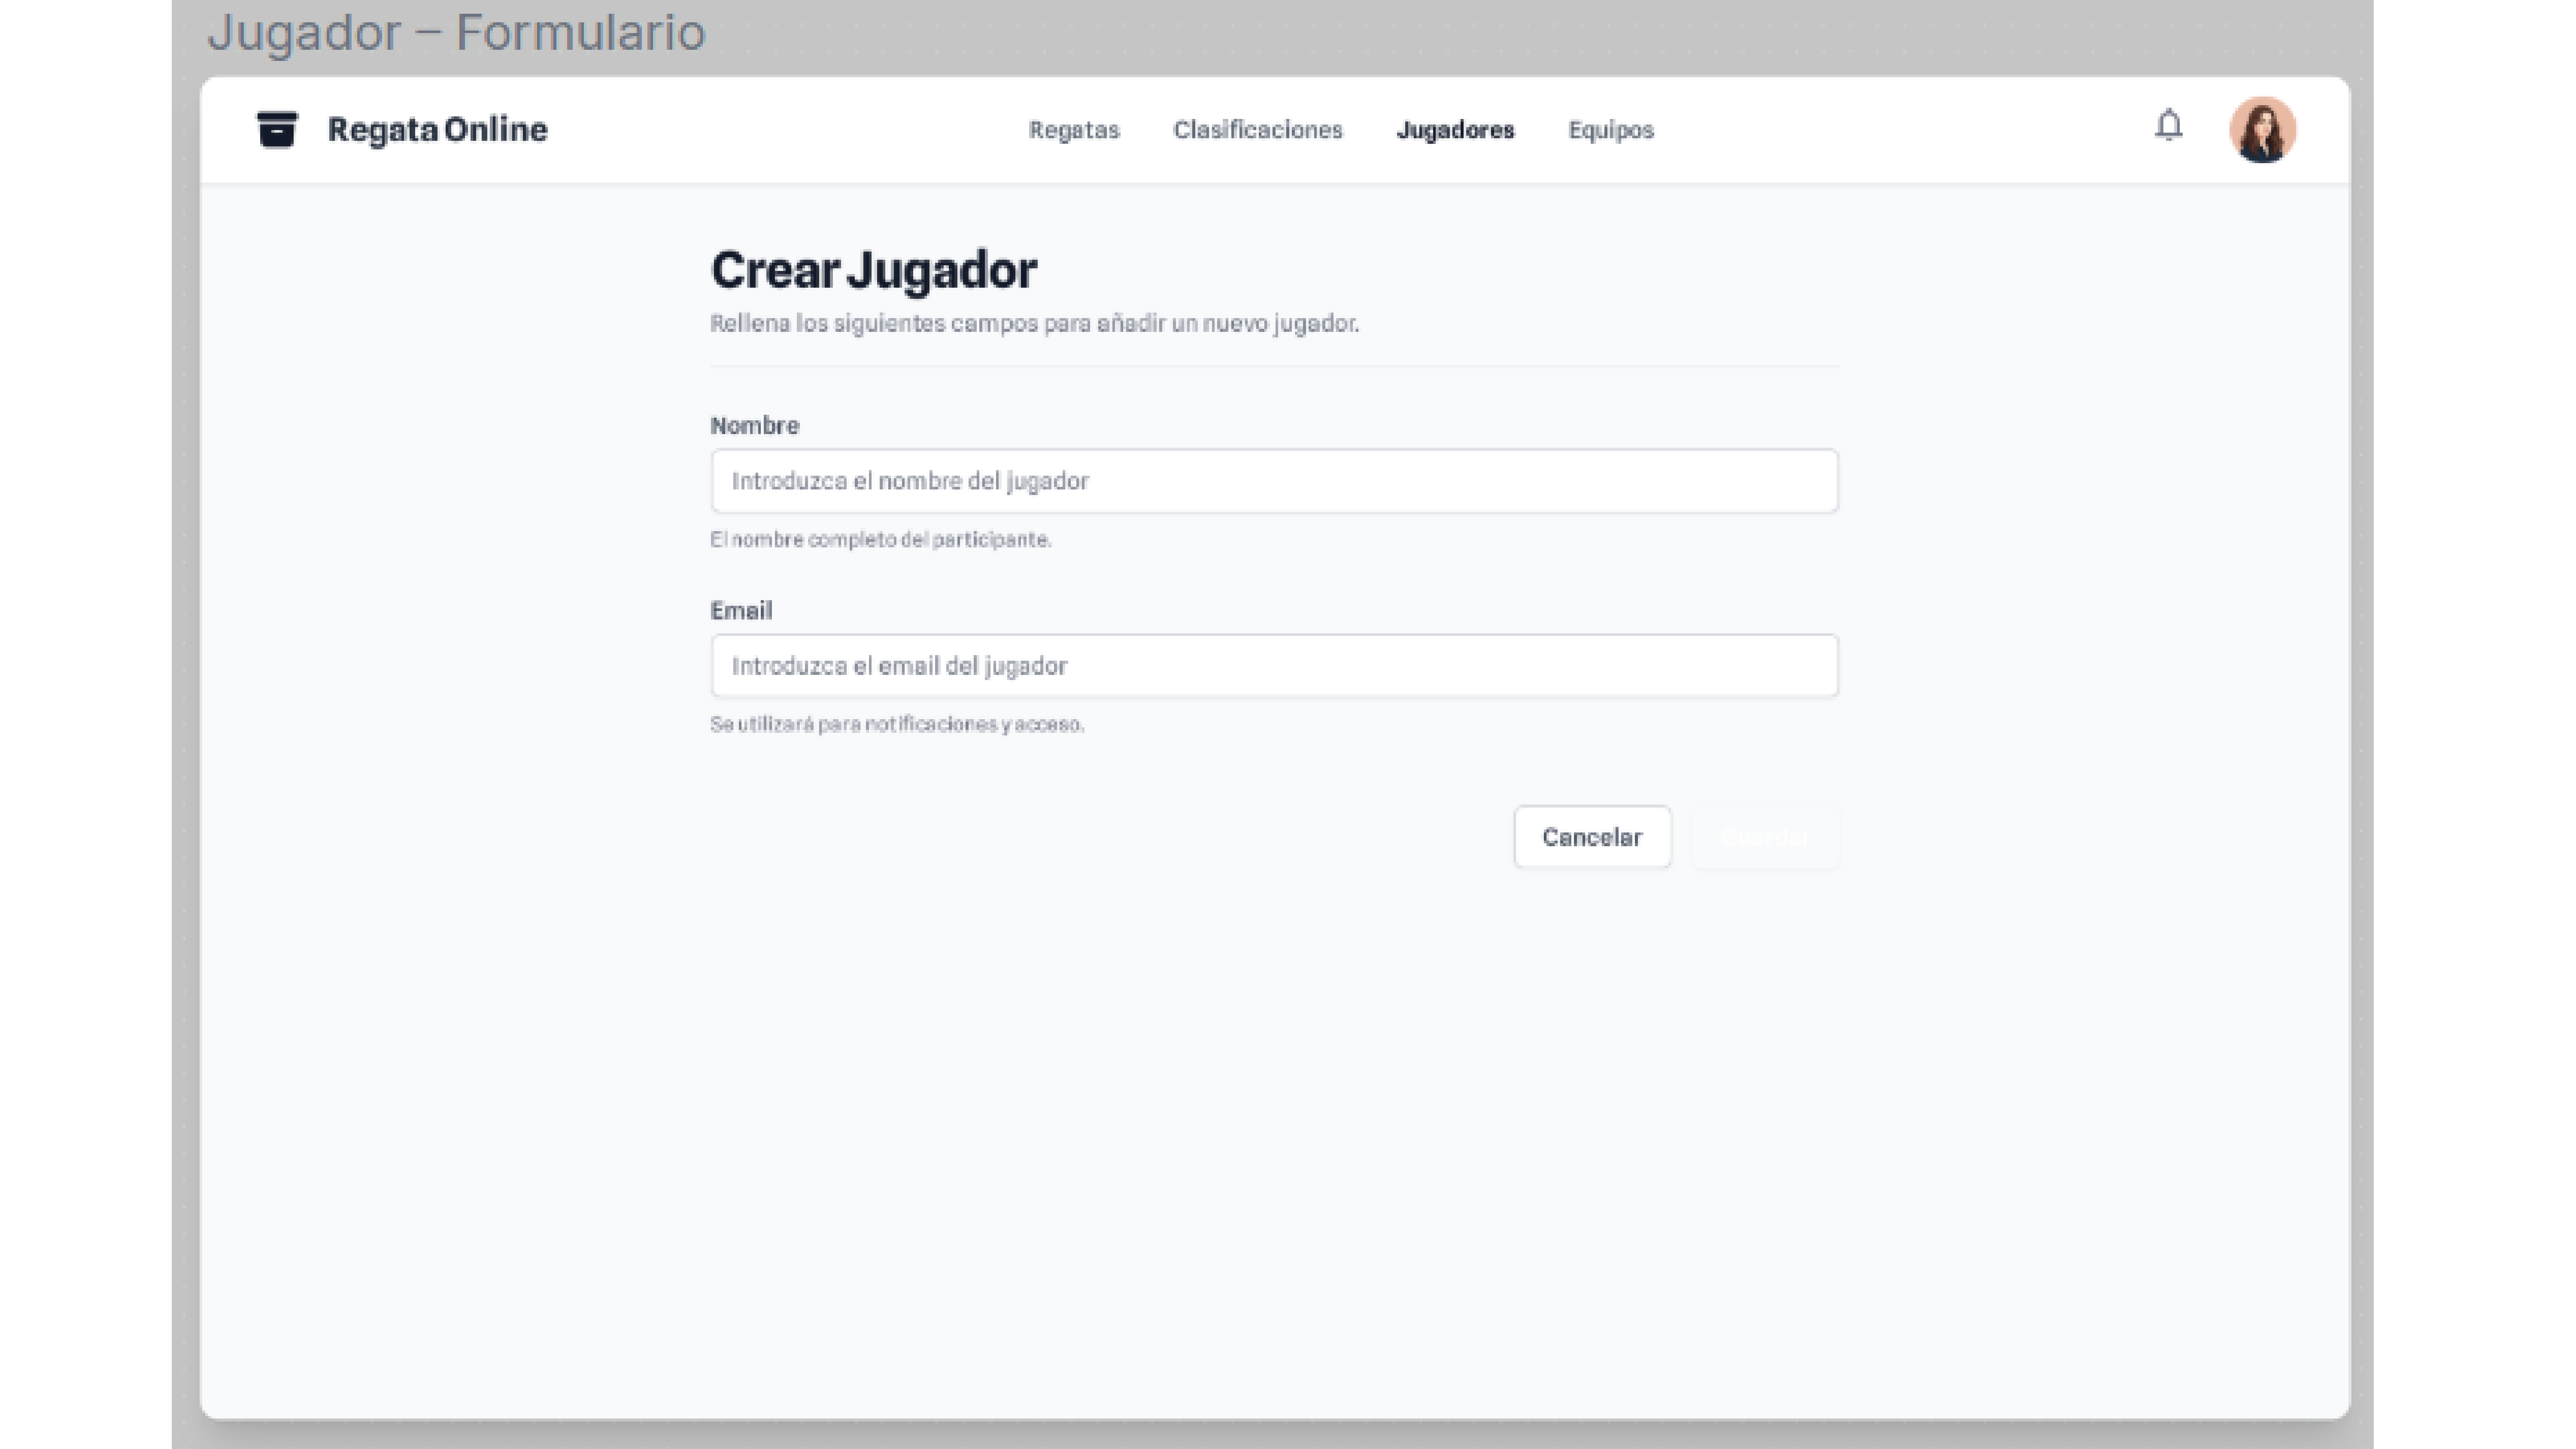 Jugador – Formulario
Regata Online
Regatas Clasificaciones Jugadores Equipos
Crear Jugador
Rellena los siguientes campos para añadir un nuevo jugador.
Nombre
Introduzca el nombre del jugador
El nombre completo del participante.
Email
Introduzca el email del jugador
Se utilizará para notificaciones y acceso.
Cancelar Guardar